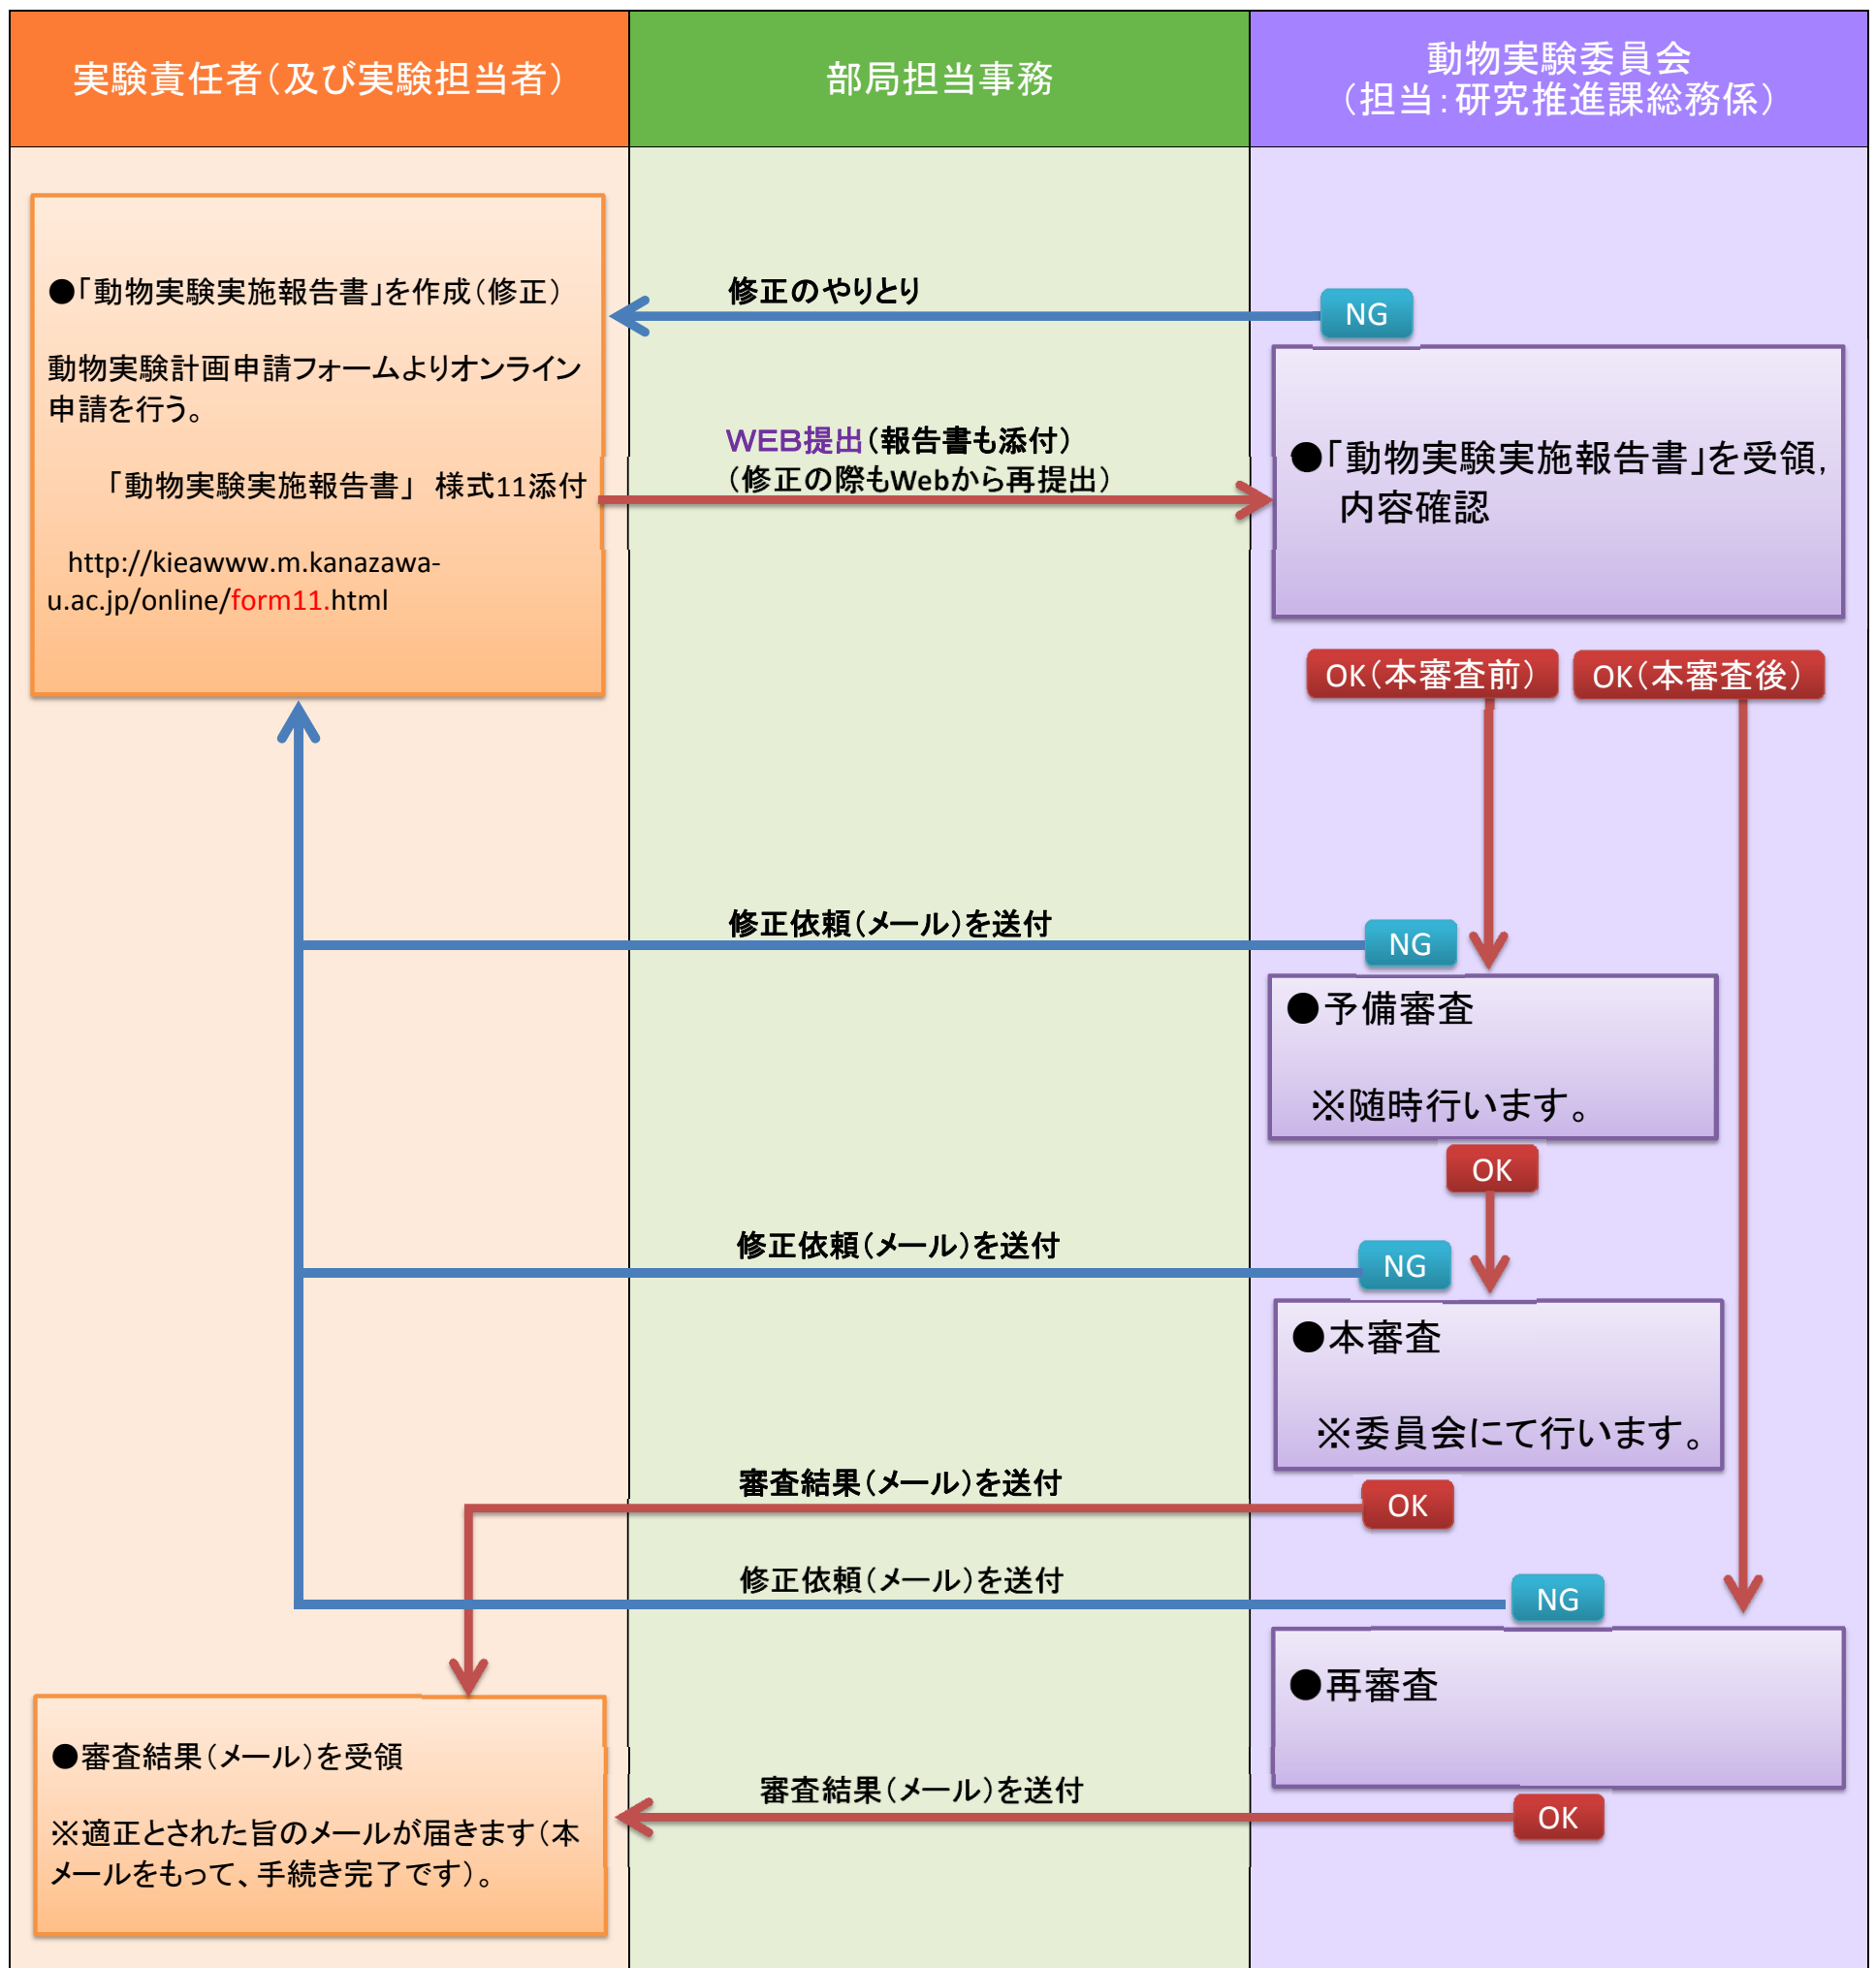 実験責任者（及び実験担当者）
部局担当事務
動物実験委員会
（担当：研究推進課総務係）
●「動物実験実施報告書」を作成（修正）
動物実験計画申請フォームよりオンライン
申請を行う。
「動物実験実施報告書」 様式11添付
http://kieawww.m.kanazawa-
u.ac.jp/online/form11.html
修正のやりとり
NG
WEB提出（報告書も添付）
（修正の際もWebから再提出）
●「動物実験実施報告書」を受領，
内容確認
OK（本審査前）
OK（本審査後）
修正依頼（メール）を送付
NG
●予備審査
※随時行います。
OK
修正依頼（メール）を送付
NG
●本審査
※委員会にて行います。
審査結果（メール）を送付
OK
修正依頼（メール）を送付
NG
●再審査
●審査結果（メール）を受領
※適正とされた旨のメールが届きます（本
メールをもって、手続き完了です）。
審査結果（メール）を送付
OK